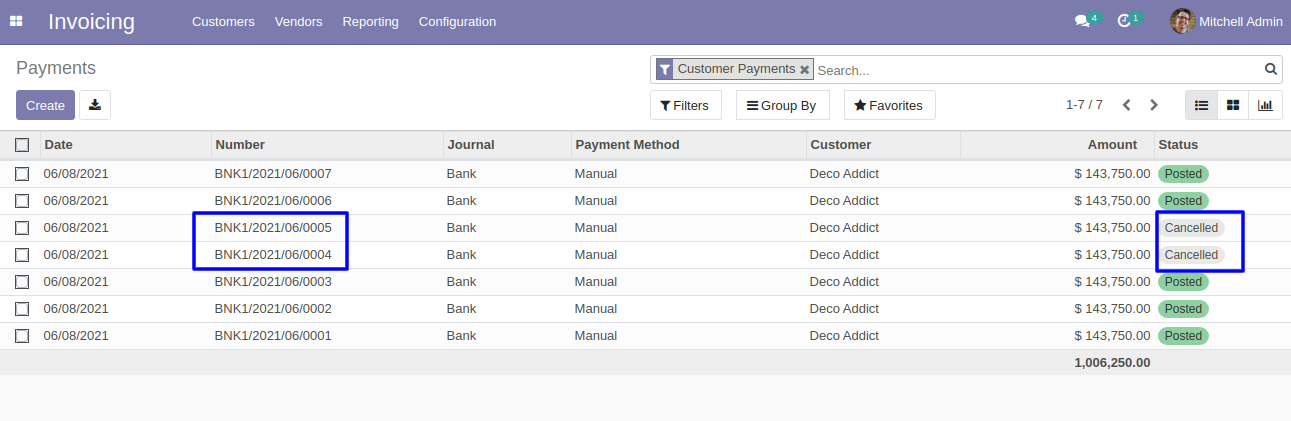 Invoicing Customers Vendors Reporting Configuration 4 1 Mitchell Admin
Payments
Customer Payments Search...
Create Filters Group By Favorites 1-7 / 7
Date Number Journal Payment Method Customer Amount Status
06/08/2021 BNK1/2021/06/0007 Bank Manual Deco Addict $ 143,750.00 Posted
06/08/2021 BNK1/2021/06/0006 Bank Manual Deco Addict $ 143,750.00 Posted
06/08/2021 BNK1/2021/06/0005 Bank Manual Deco Addict $ 143,750.00 Cancelled
06/08/2021 BNK1/2021/06/0004 Bank Manual Deco Addict $ 143,750.00 Cancelled
06/08/2021 BNK1/2021/06/0003 Bank Manual Deco Addict $ 143,750.00 Posted
06/08/2021 BNK1/2021/06/0002 Bank Manual Deco Addict $ 143,750.00 Posted
06/08/2021 BNK1/2021/06/0001 Bank Manual Deco Addict $ 143,750.00 Posted
1,006,250.00